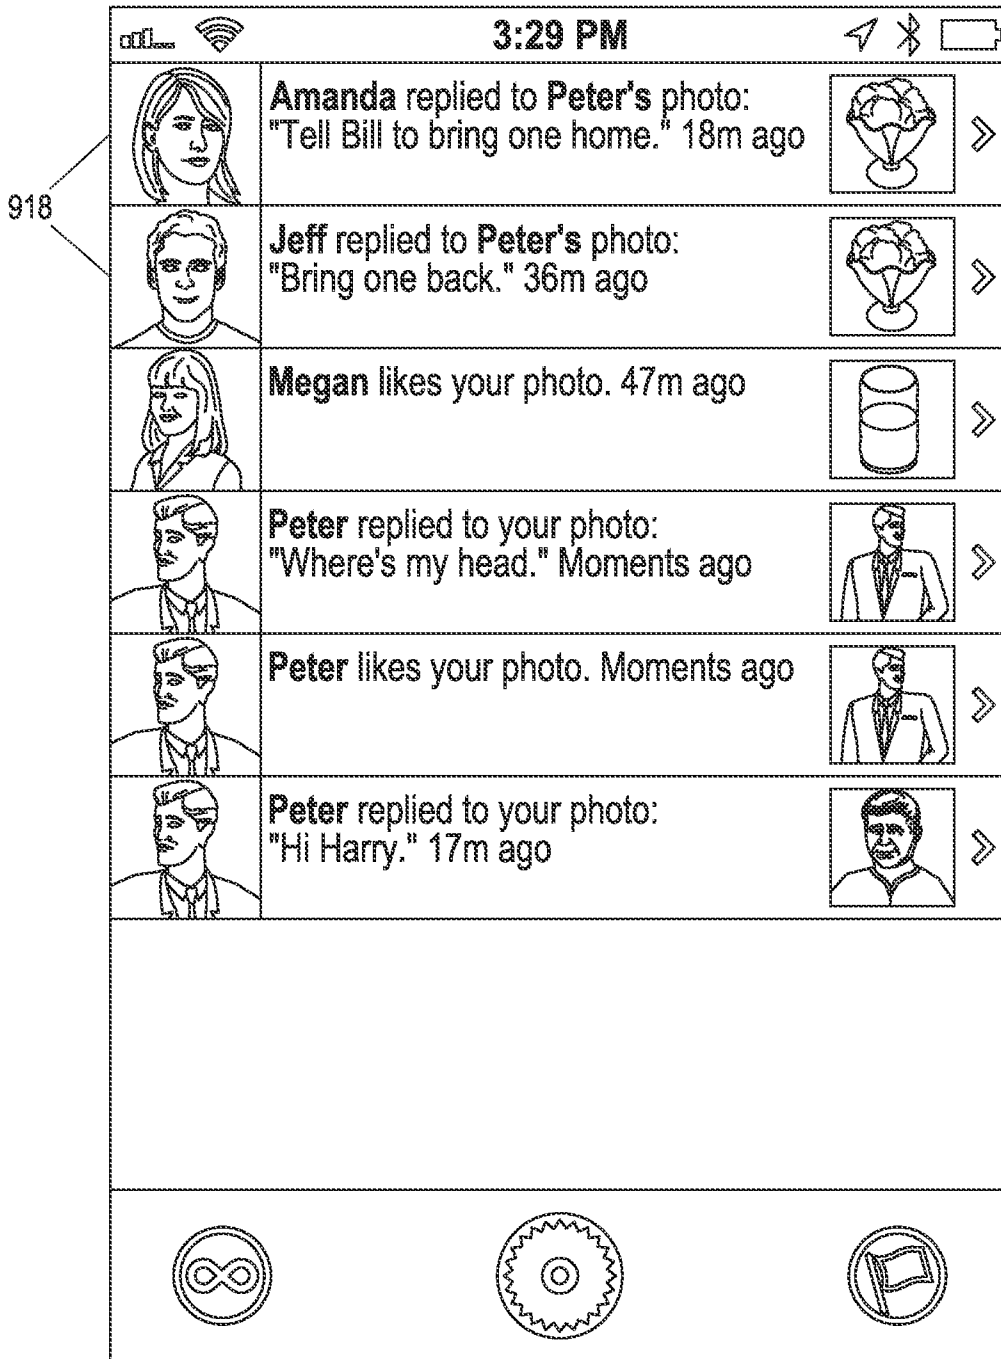 3:29 PM
Amanda replied to Peter's photo:
"Tell Bill to bring one home." 18m ago
918
Jeff replied to Peter's photo:
"Bring one back." 36m ago
Megan likes your photo. 47m ago
Peter replied to your photo:
"Where's my head." Moments ago
Peter likes your photo. Moments ago
Peter replied to your photo:
"Hi Harry." 17m ago